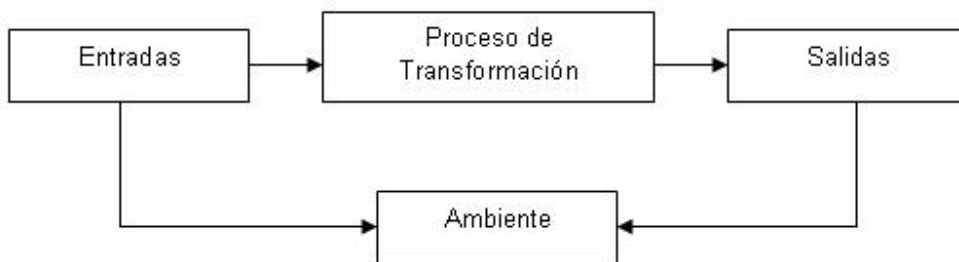 Entradas
Proceso de
Transformación
Salidas
Ambiente